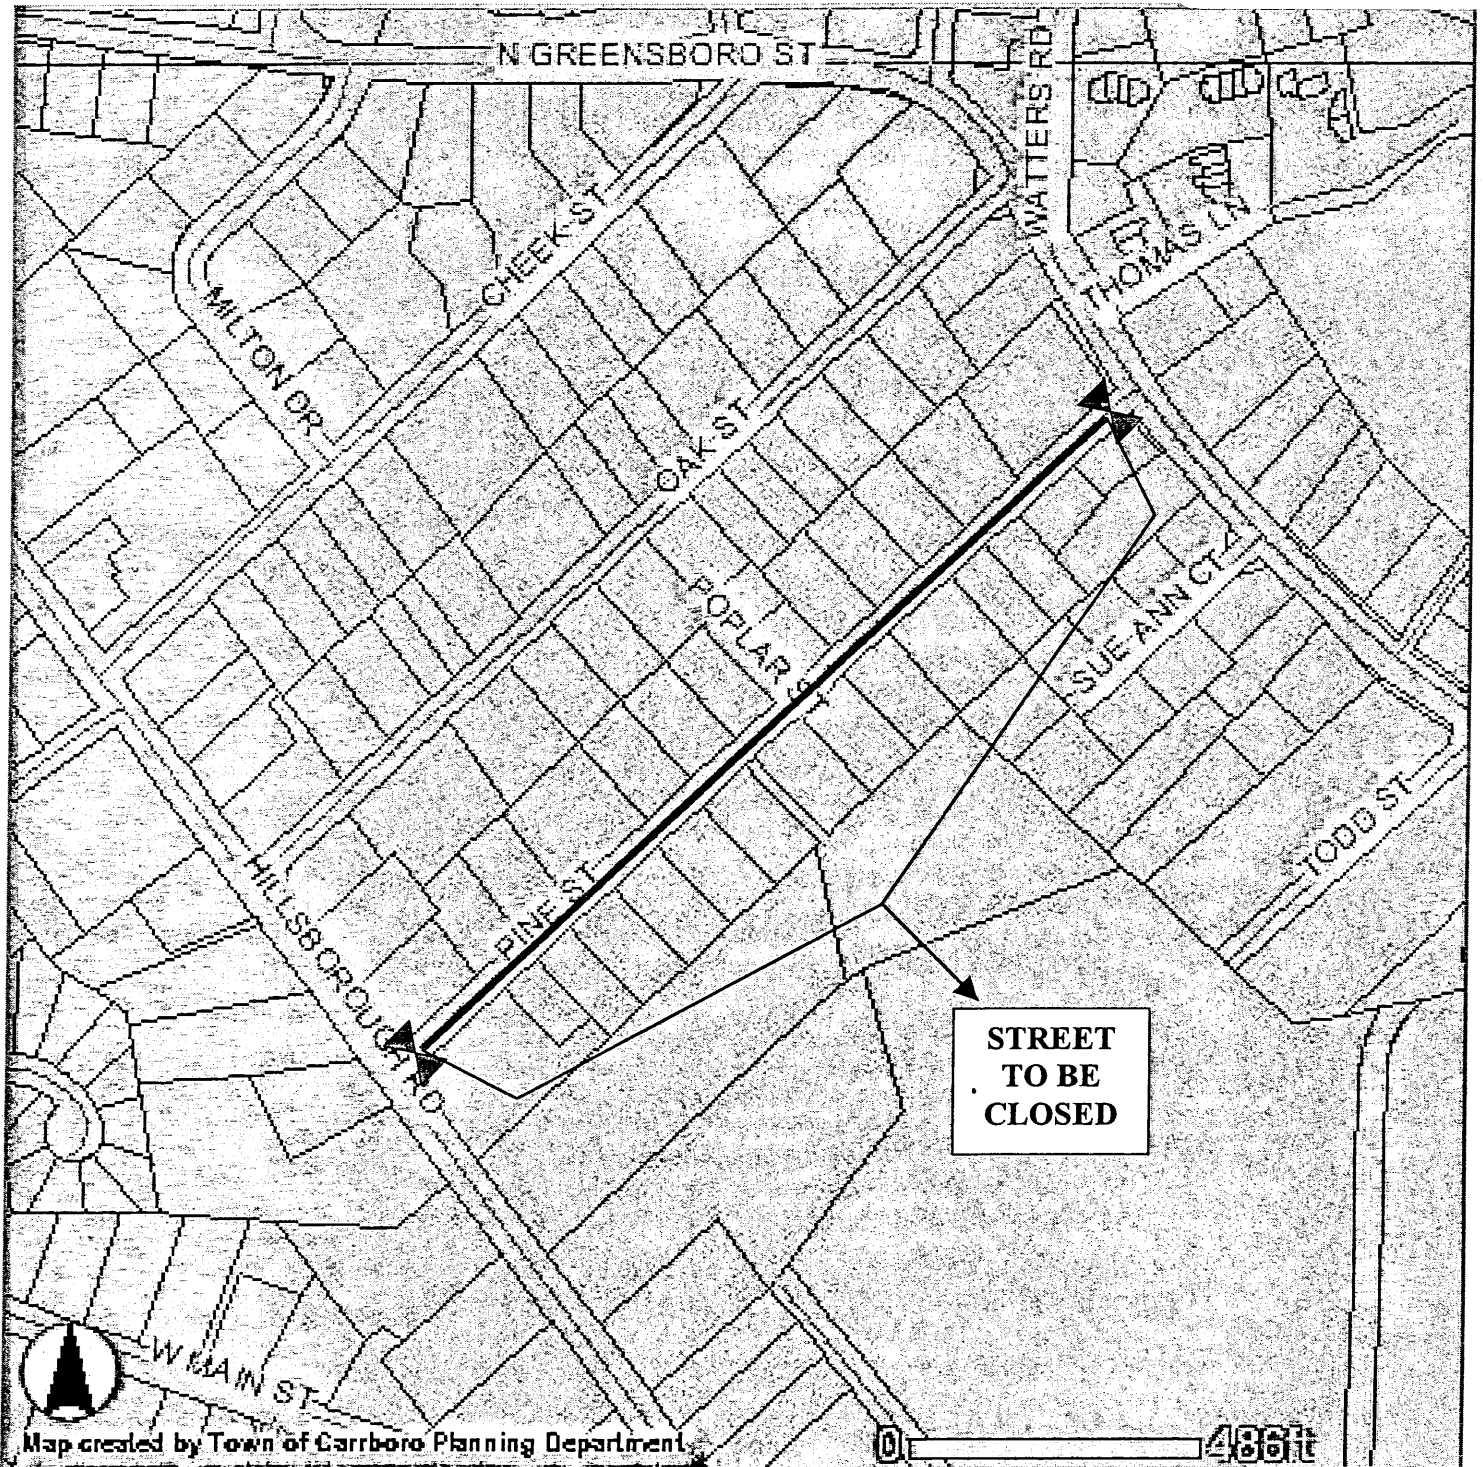 N GREENSBORO ST
WATTERS RD
CHEEK ST
THOMAS LN
MILTON DR
OAK ST
POPLAR ST
SUE ANN CT
TODD ST
PINE ST
HILLSBOROUGH RD
STREET
TO BE
CLOSED
W MAIN ST
Map created by Town of Carrboro Planning Department
0 486ft